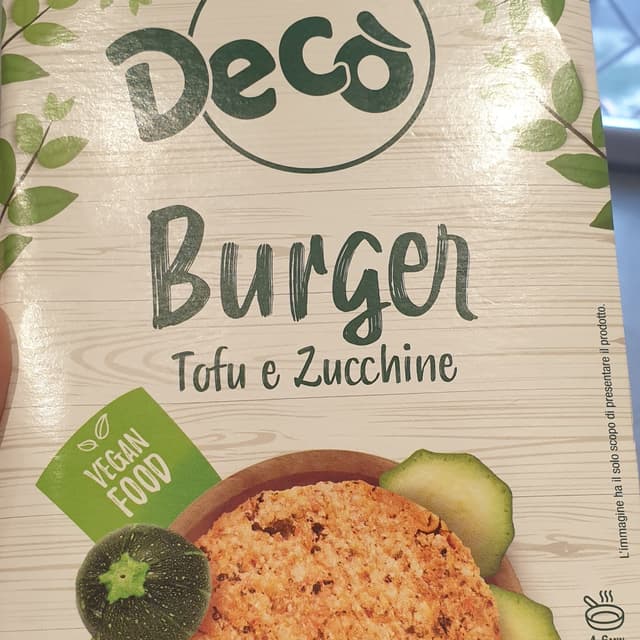 Decò
Burger
Tofu e Zucchine
VEGAN
FOOD
L'immagine ha il solo scopo di presentare il prodotto.